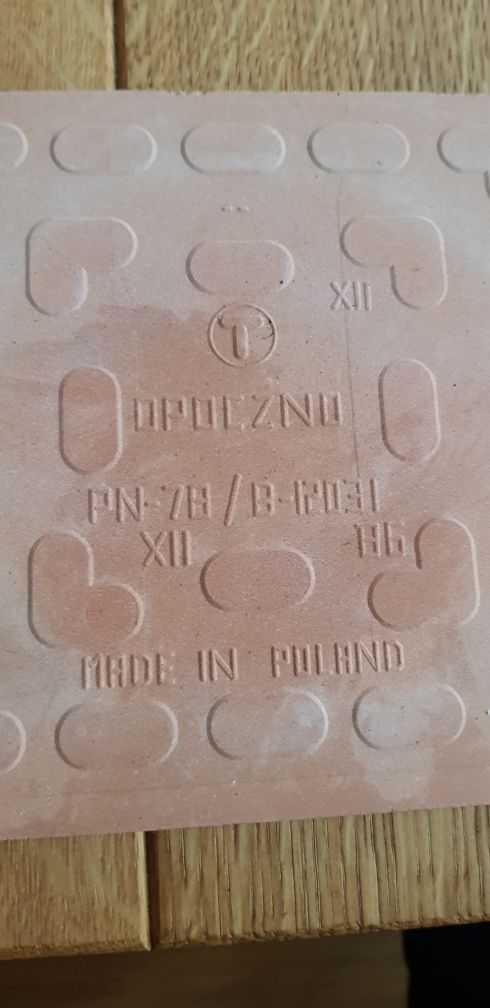 XII
T
OPOCZNO
PN-78/B-12031
XII 86
MADE IN POLAND